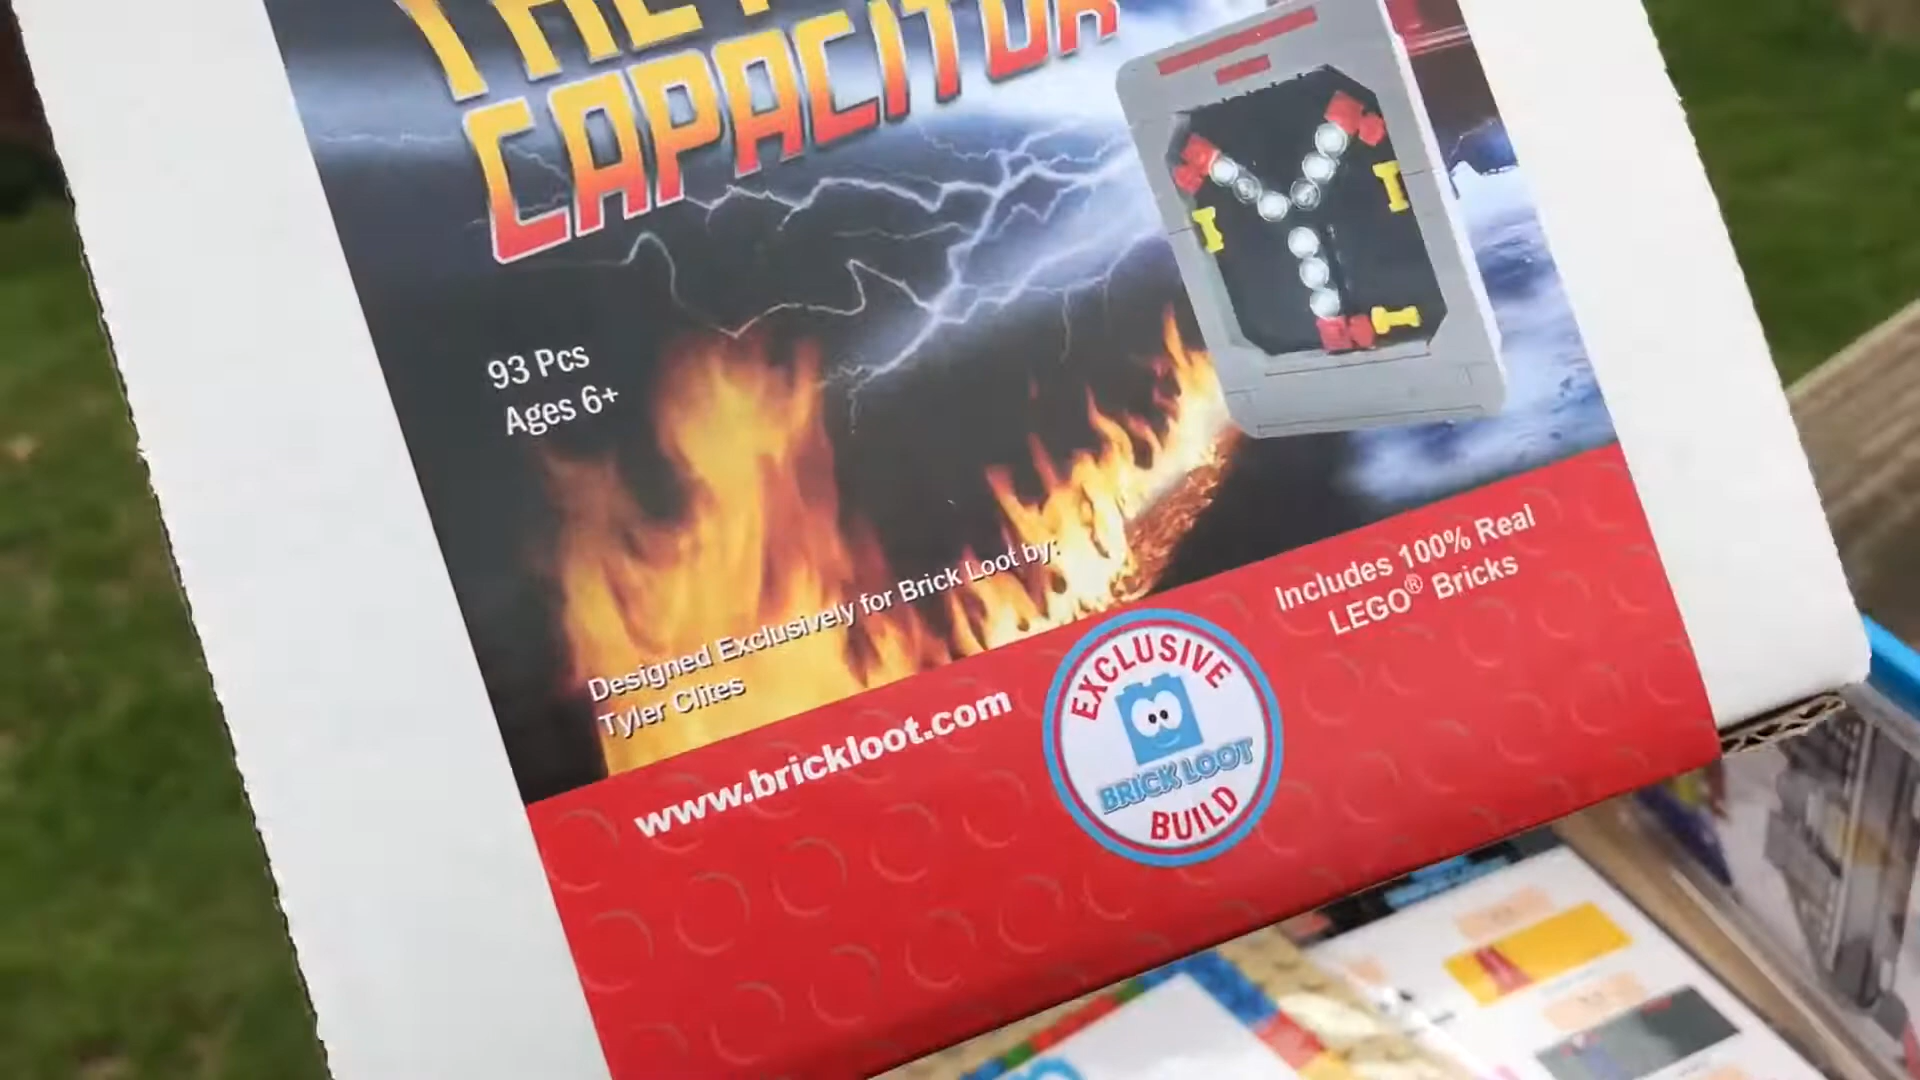 CAPACITOR
93 Pcs
Ages 6+
Designed Exclusively for Brick Loot by:
Tyler Clites
www.brickloot.com
EXCLUSIVE
BRICK LOOT
BUILD
Includes 100% Real
LEGO® Bricks